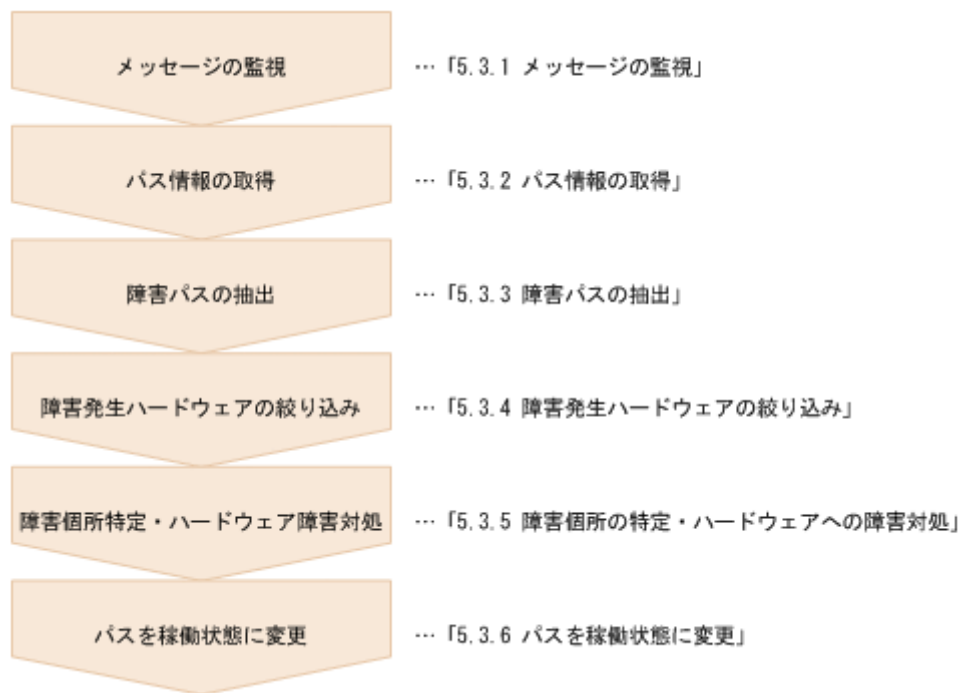 メッセージの監視 …「5.3.1 メッセージの監視」
パス情報の取得 …「5.3.2 パス情報の取得」
障害パスの抽出 …「5.3.3 障害パスの抽出」
障害発生ハードウェアの絞り込み …「5.3.4 障害発生ハードウェアの絞り込み」
障害個所特定・ハードウェア障害対処 …「5.3.5 障害個所の特定・ハードウェアへの障害対処」
パスを稼働状態に変更 …「5.3.6 パスを稼働状態に変更」